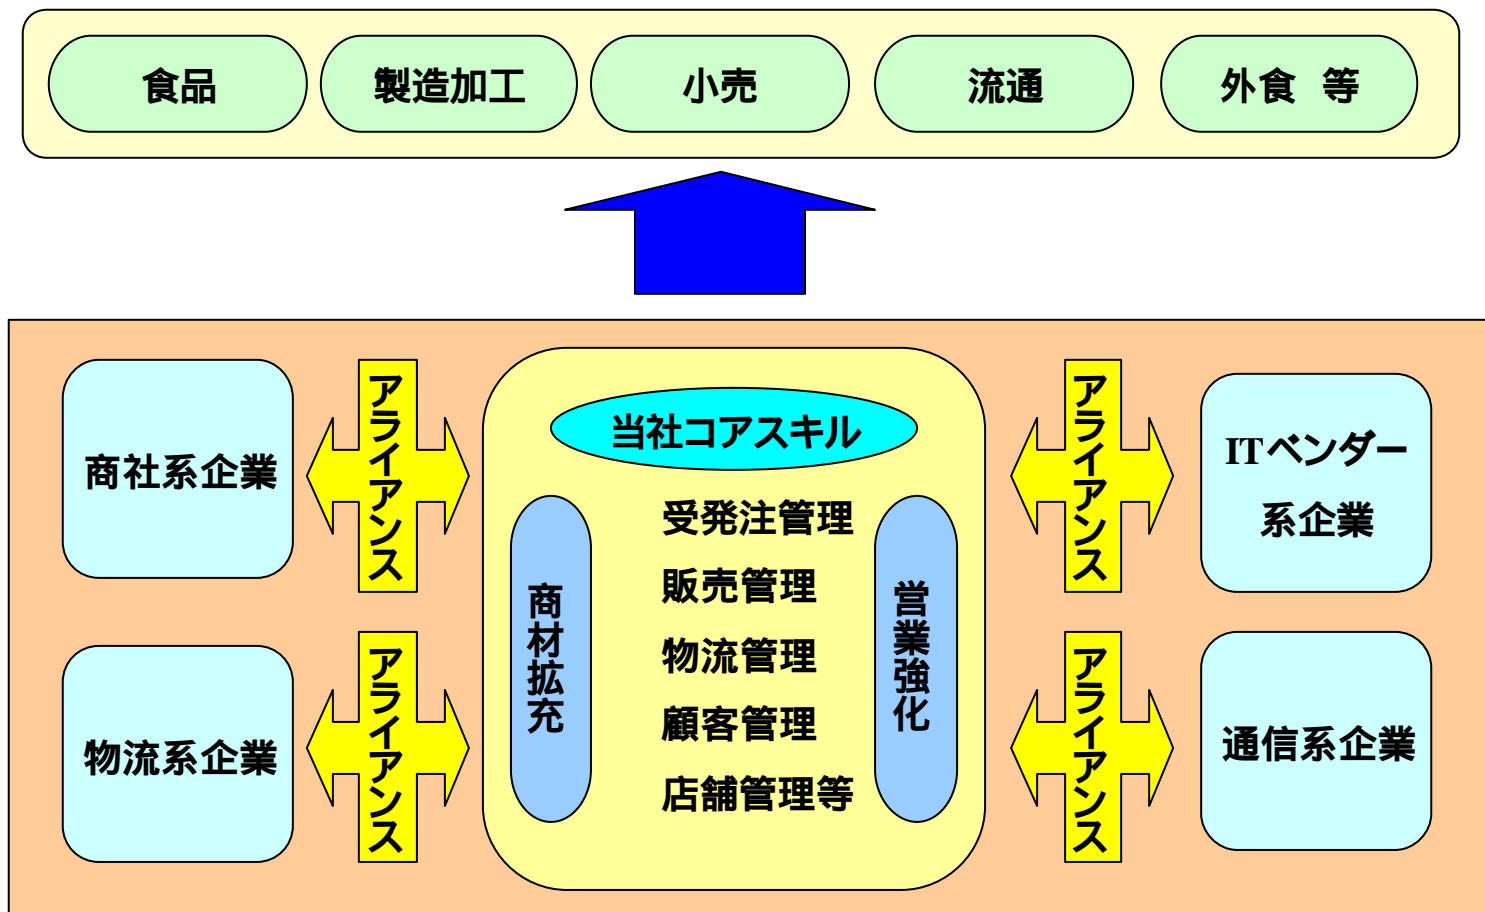 食品
製造加工
小売
流通
外食 等
商社系企業
アライアンス
当社コアスキル
アライアンス
ITベンダー
系企業
商材拡充
受発注管理
販売管理
物流管理
顧客管理
店舗管理等
営業強化
物流系企業
アライアンス
アライアンス
通信系企業